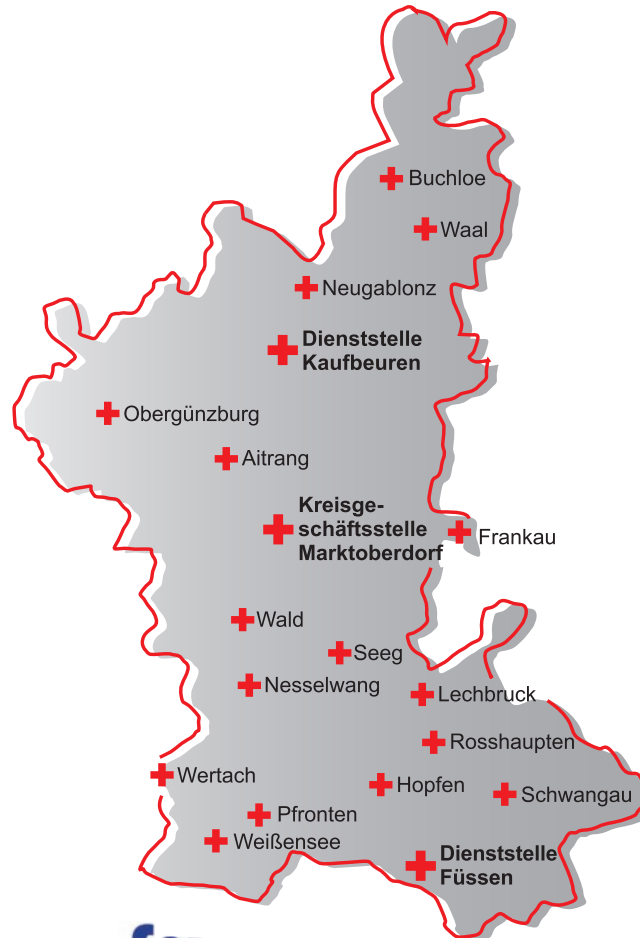 Buchloe
Waal
Neugablonz
Dienststelle
Kaufbeuren
Obergünzburg
Aitrang
Kreisge-
schäftsstelle
Marktoberdorf
Frankau
Wald
Seeg
Nesselwang
Lechbruck
Rosshaupten
Wertach
Hopfen
Schwangau
Pfronten
Weißensee
Dienststelle
Füssen